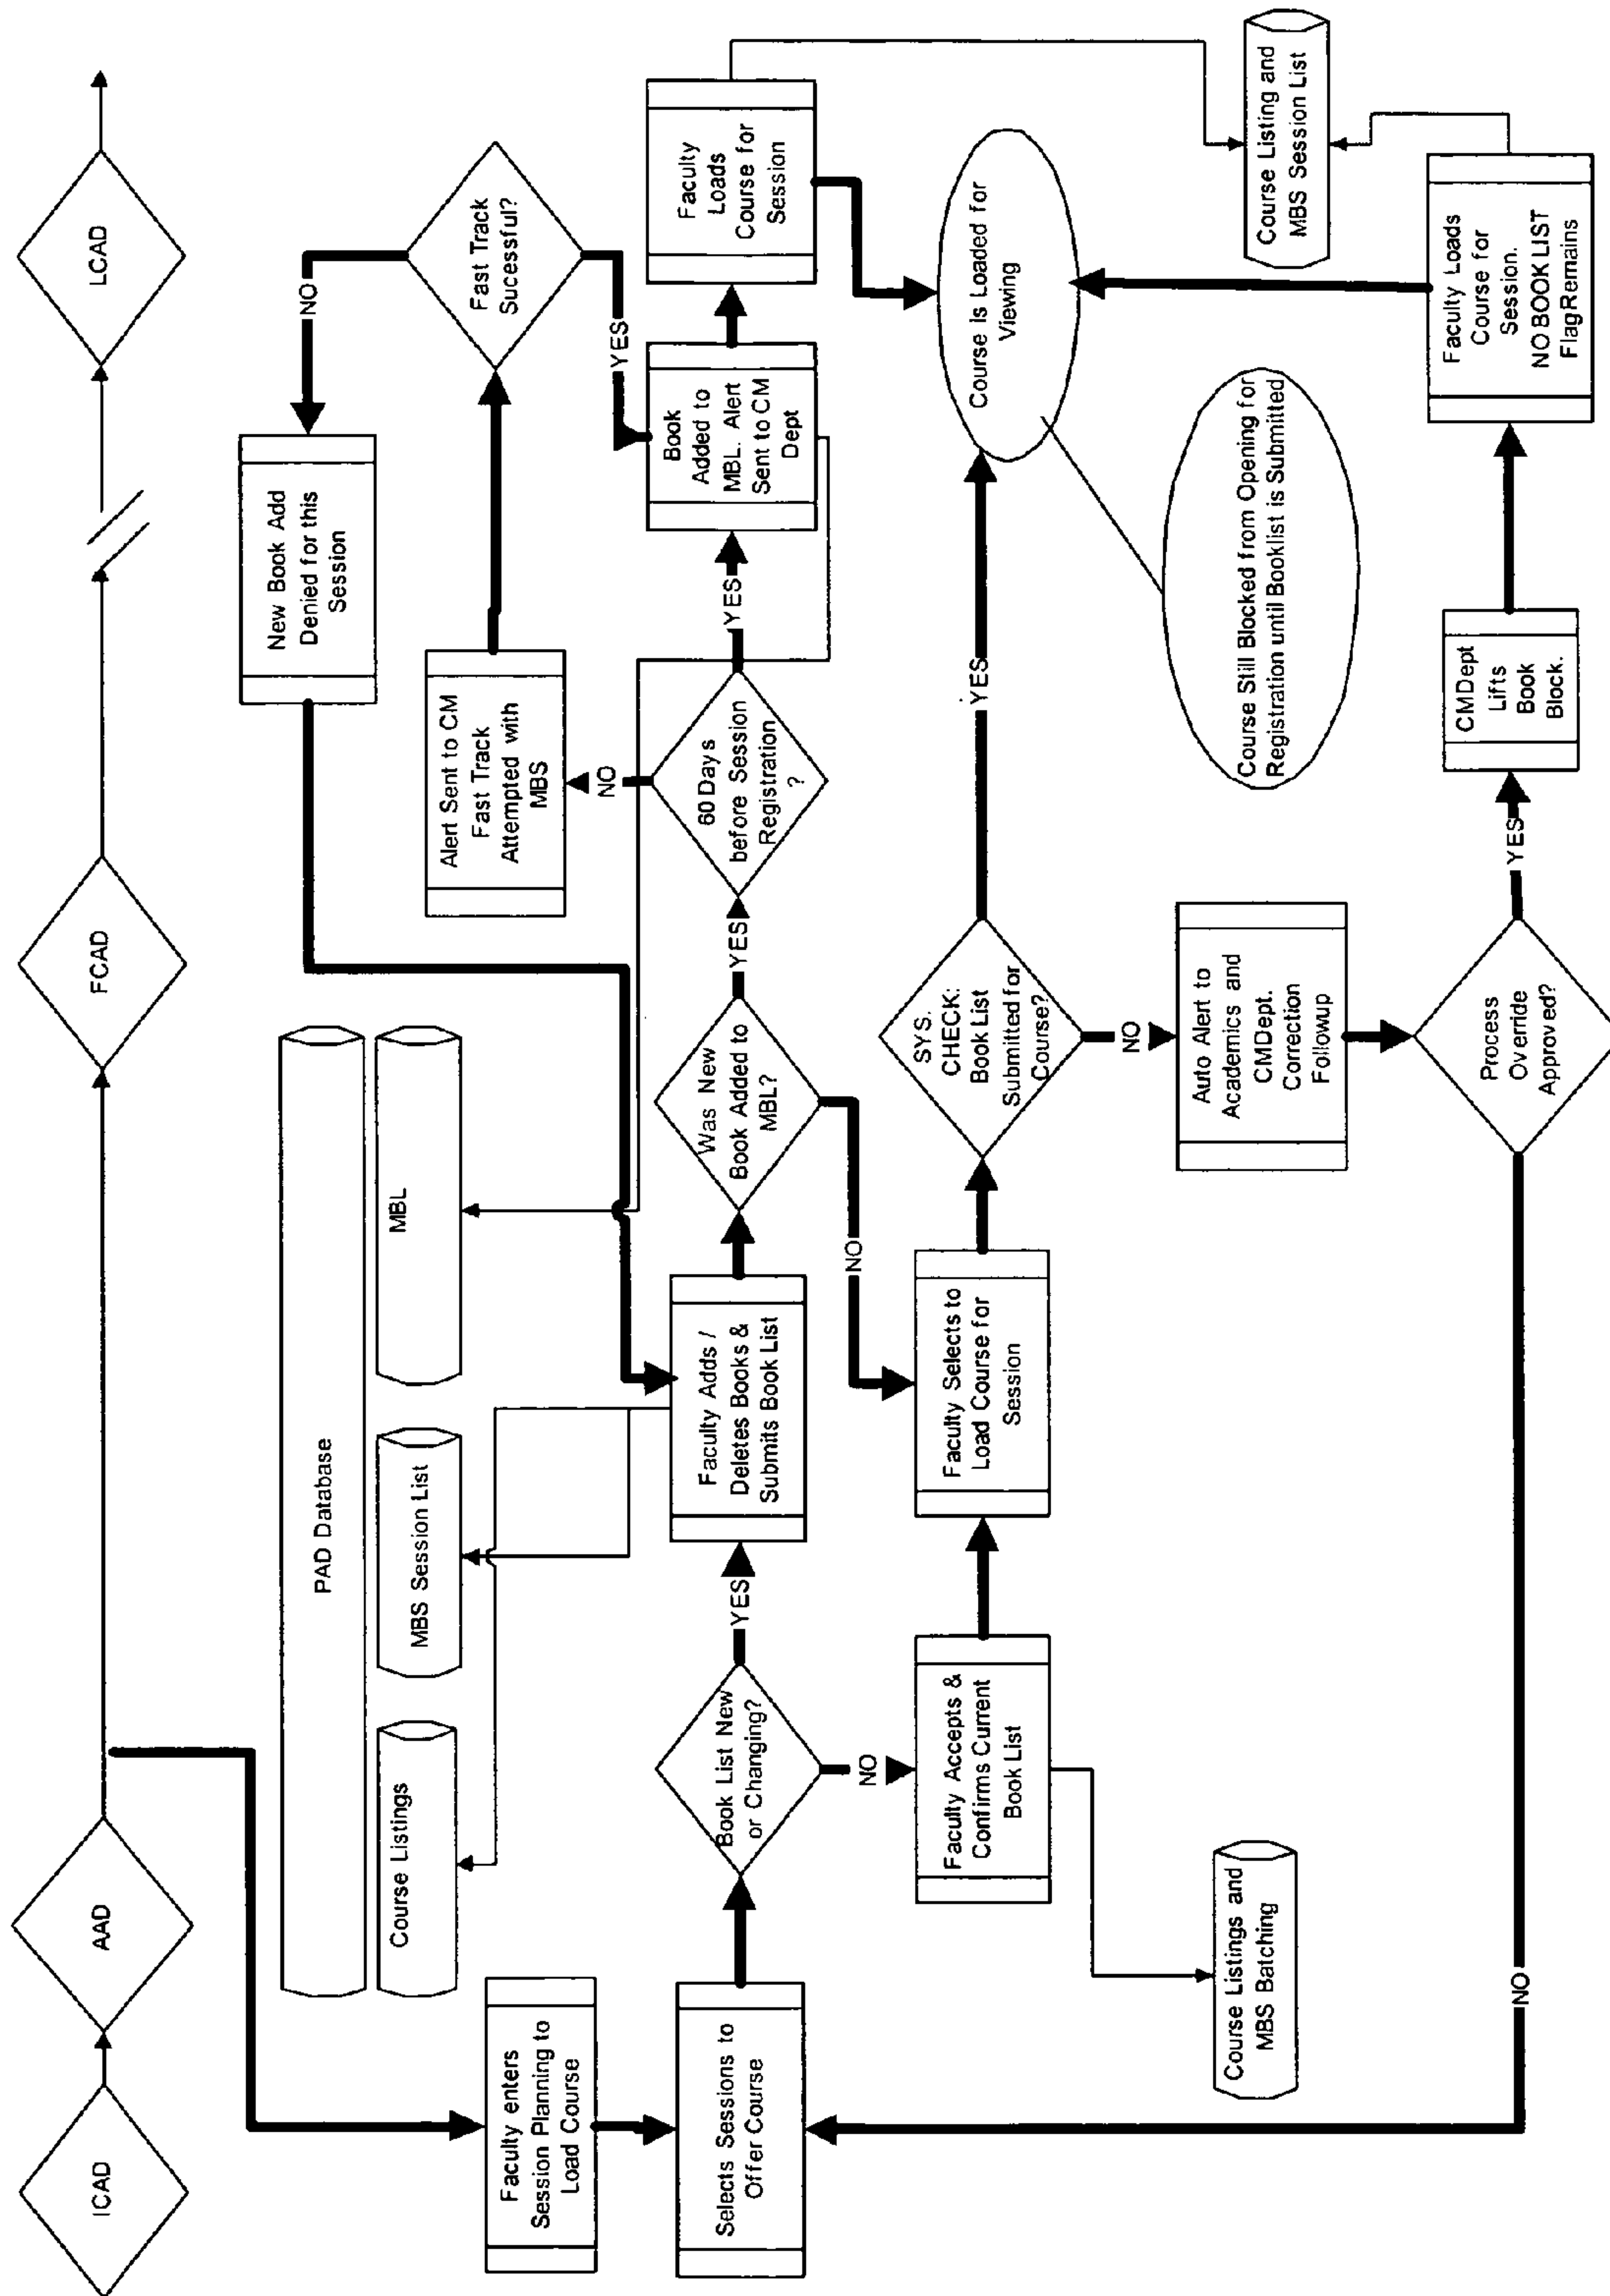 ICAD
AAD
FCAD
LCAD
PAD Database
Course Listings
MBS Session List
MBL
New Book Add
Denied for this
Session
NO
Fast Track
Successful?
YES
Alert Sent to CM
Fast Track
Attempted with
MBS
NO
Faculty enters
Session Planning to
Load Course
Selects Sessions to
Offer Course
Book List New
or Changing?
YES
Faculty Adds /
Deletes Books &
Submits Book List
Was New
Book Added to
MBL?
YES
60 Days
before Session
Registration
?
YES
Book
Added to
MBL. Alert
Sent to CM
Dept
Faculty
Loads
Course for
Session
NO
Faculty Accepts &
Confirms Current
Book List
NO
Faculty Selects to
Load Course for
Session
SYS.
CHECK:
Book List
Submitted for
Course?
YES
Course is Loaded for
Viewing
Course Listings and
MBS Batching
NO
Auto Alert to
Academics and
CMDept.
Correction
Followup
Course Still Blocked from Opening for
Registration until Booklist is Submitted
Course Listing and
MBS Session List
NO
Process
Override
Approved?
YES
CMDept
Lifts
Book
Block.
Faculty Loads
Course for
Session.
NO BOOK LIST
Flag Remains